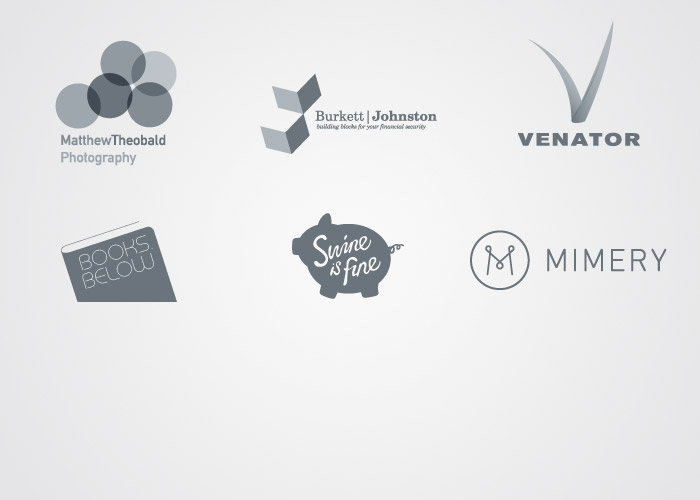 MatthewTheobald
Photography
Burkett|Johnston
building blocks for your financial security
VENATOR
BOOKS
BELOW
Swine
is fine
MIMERY